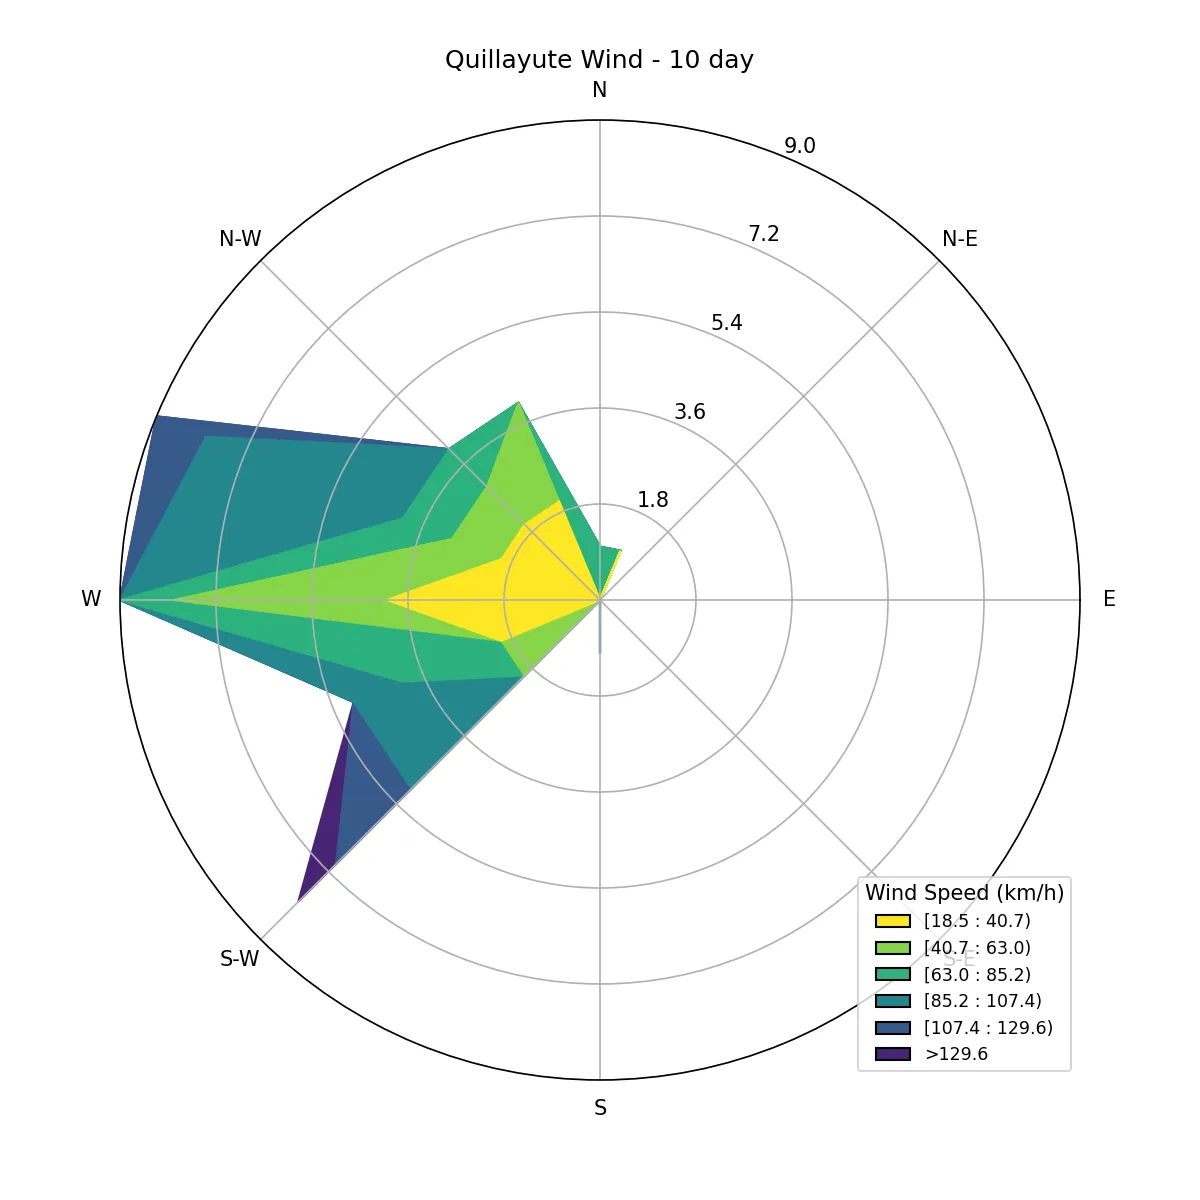 Quillayute Wind - 10 day
N
9.0
N-W
7.2
N-E
5.4
3.6
1.8
W
E
S-W
S-E
Wind Speed (km/h)
[18.5 : 40.7)
[40.7 : 63.0)
[63.0 : 85.2)
[85.2 : 107.4)
[107.4 : 129.6)
>129.6
S